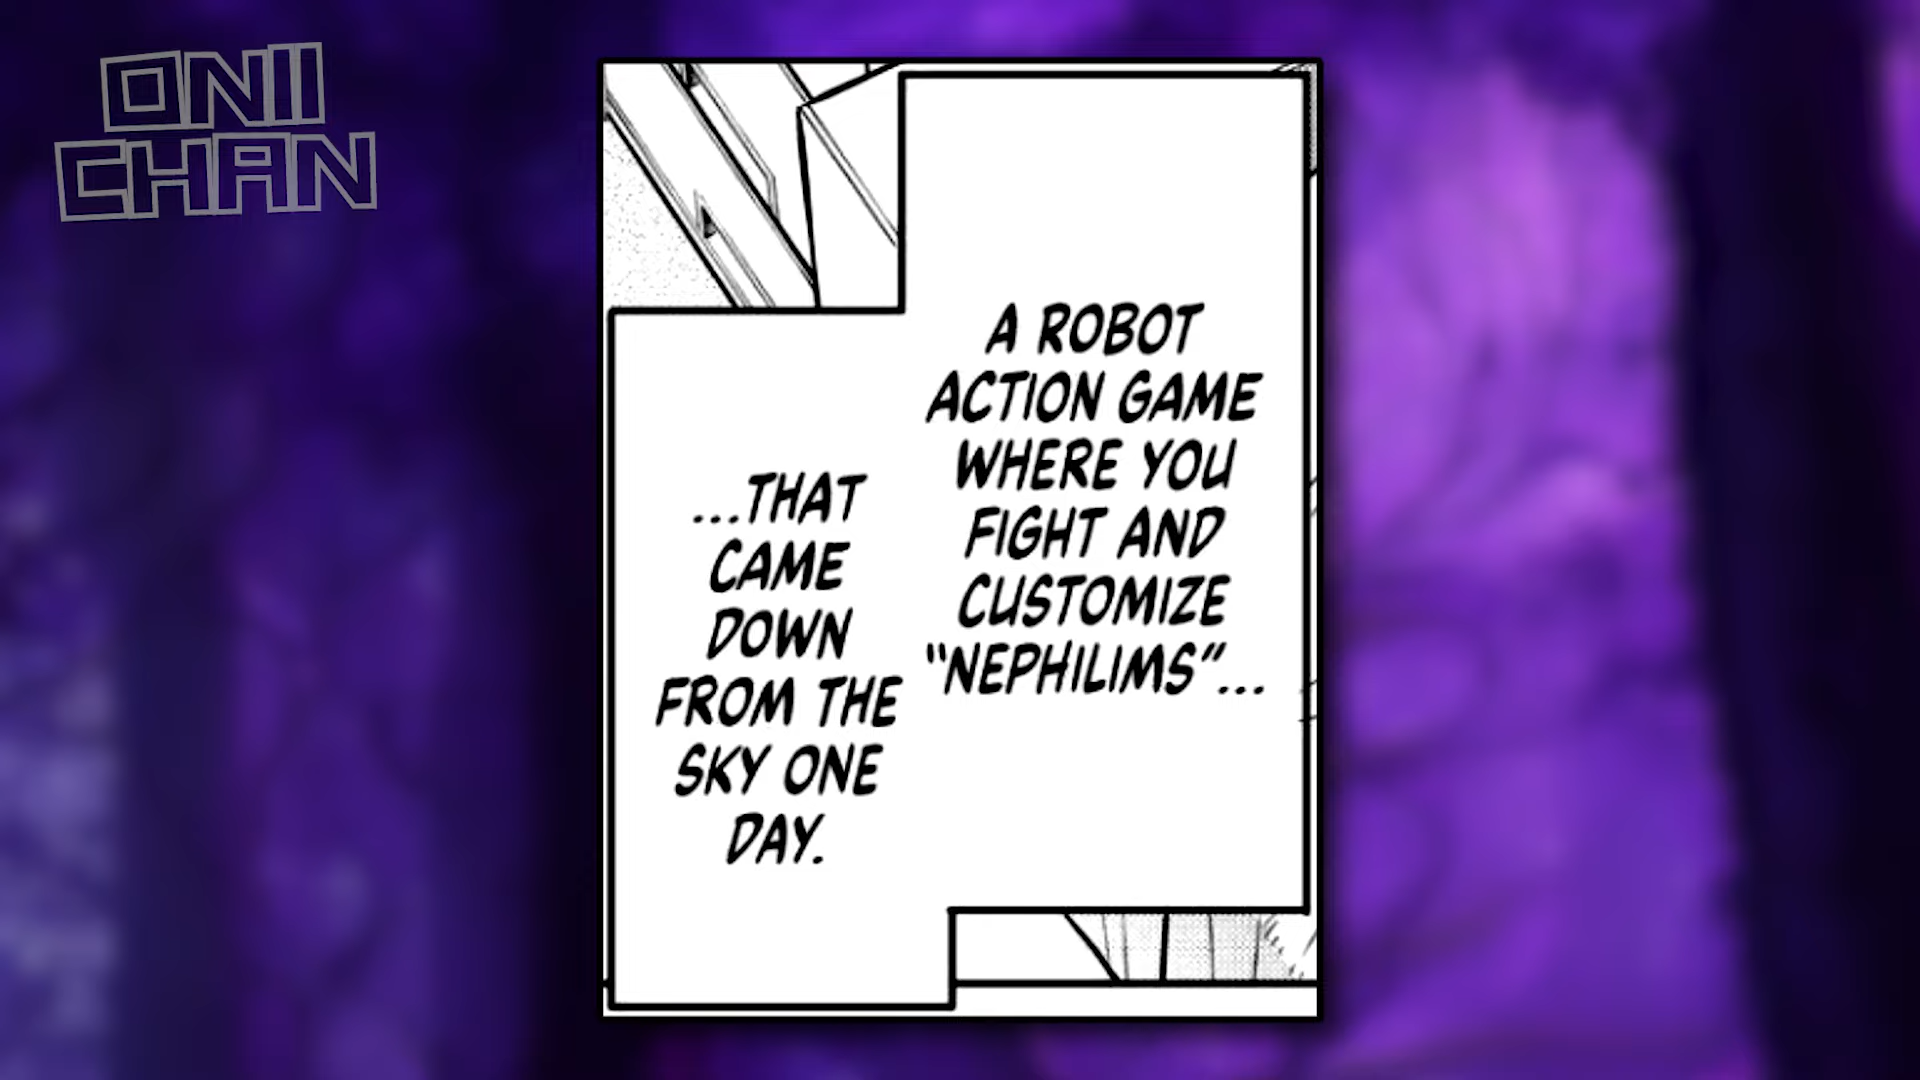 ONII
CHAN
A ROBOT
ACTION GAME
WHERE YOU
FIGHT AND
CUSTOMIZE
“NEPHILIMS”...
...THAT
CAME
DOWN
FROM THE
SKY ONE
DAY.